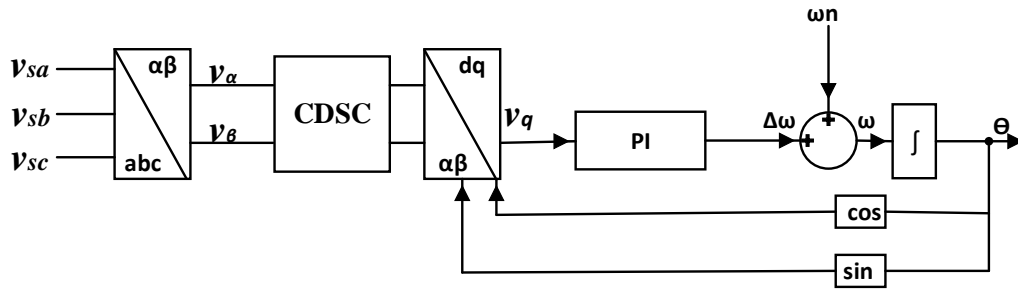 ωn
vsa
vsb
vsc
αβ
abc
vα
vβ
CDSC
dq
αβ
vq
PI
Δω
+
+
ω
∫
Θ
cos
sin